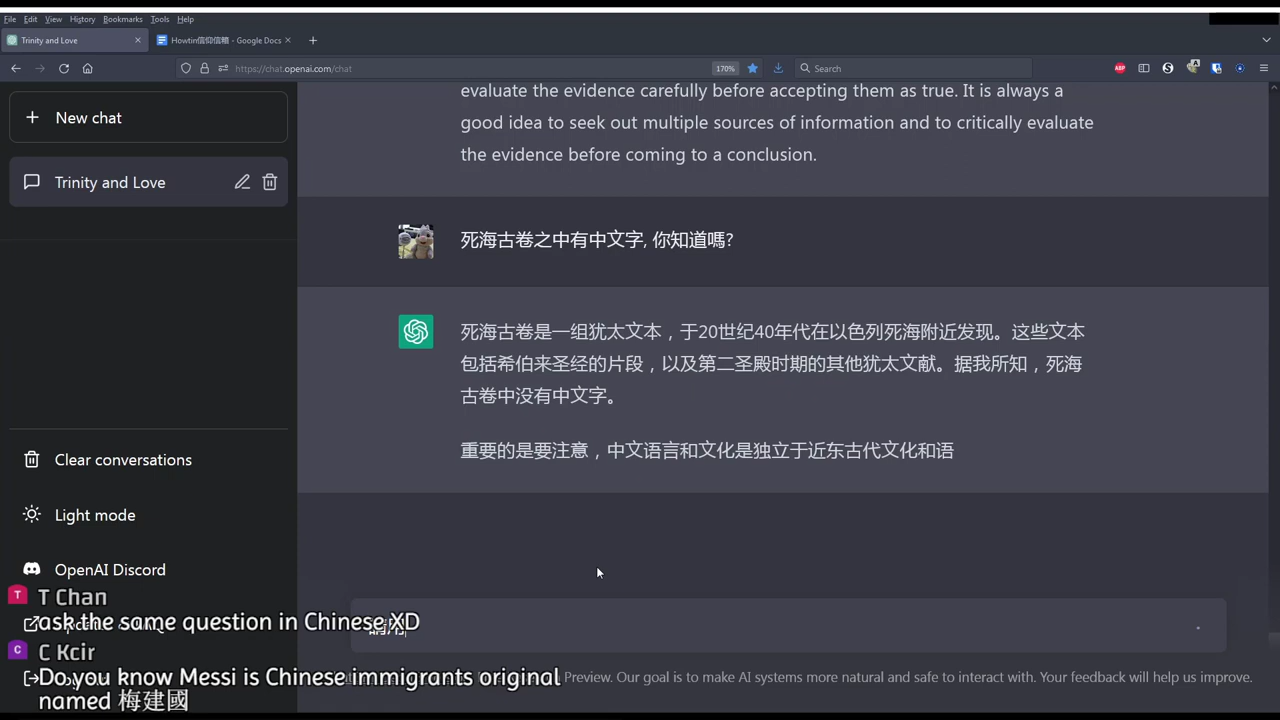 File Edit View History Bookmarks Tools Help
Trinity and Love
Howtin信仰信賴 - Google Docs
https://chat.openai.com/chat
170%
Search
New chat
Trinity and Love
evaluate the evidence carefully before accepting them as true. It is always a
good idea to seek out multiple sources of information and to critically evaluate
the evidence before coming to a conclusion.
死海古卷之中有中文字, 你知道嗎?
死海古卷是一组犹太文本，于20世纪40年代在以色列死海附近发现。这些文本
包括希伯来圣经的片段，以及第二圣殿时期的其他犹太文献。据我所知，死海
古卷中没有中文字。
重要的是要注意，中文语言和文化是独立于近东古代文化和语
Clear conversations
Light mode
OpenAI Discord
T Chan
ask the same question in Chinese XD
C Kcir
Do you know Messi is Chinese immigrants original
named 梅建國
Preview. Our goal is to make AI systems more natural and safe to interact with. Your feedback will help us improve.